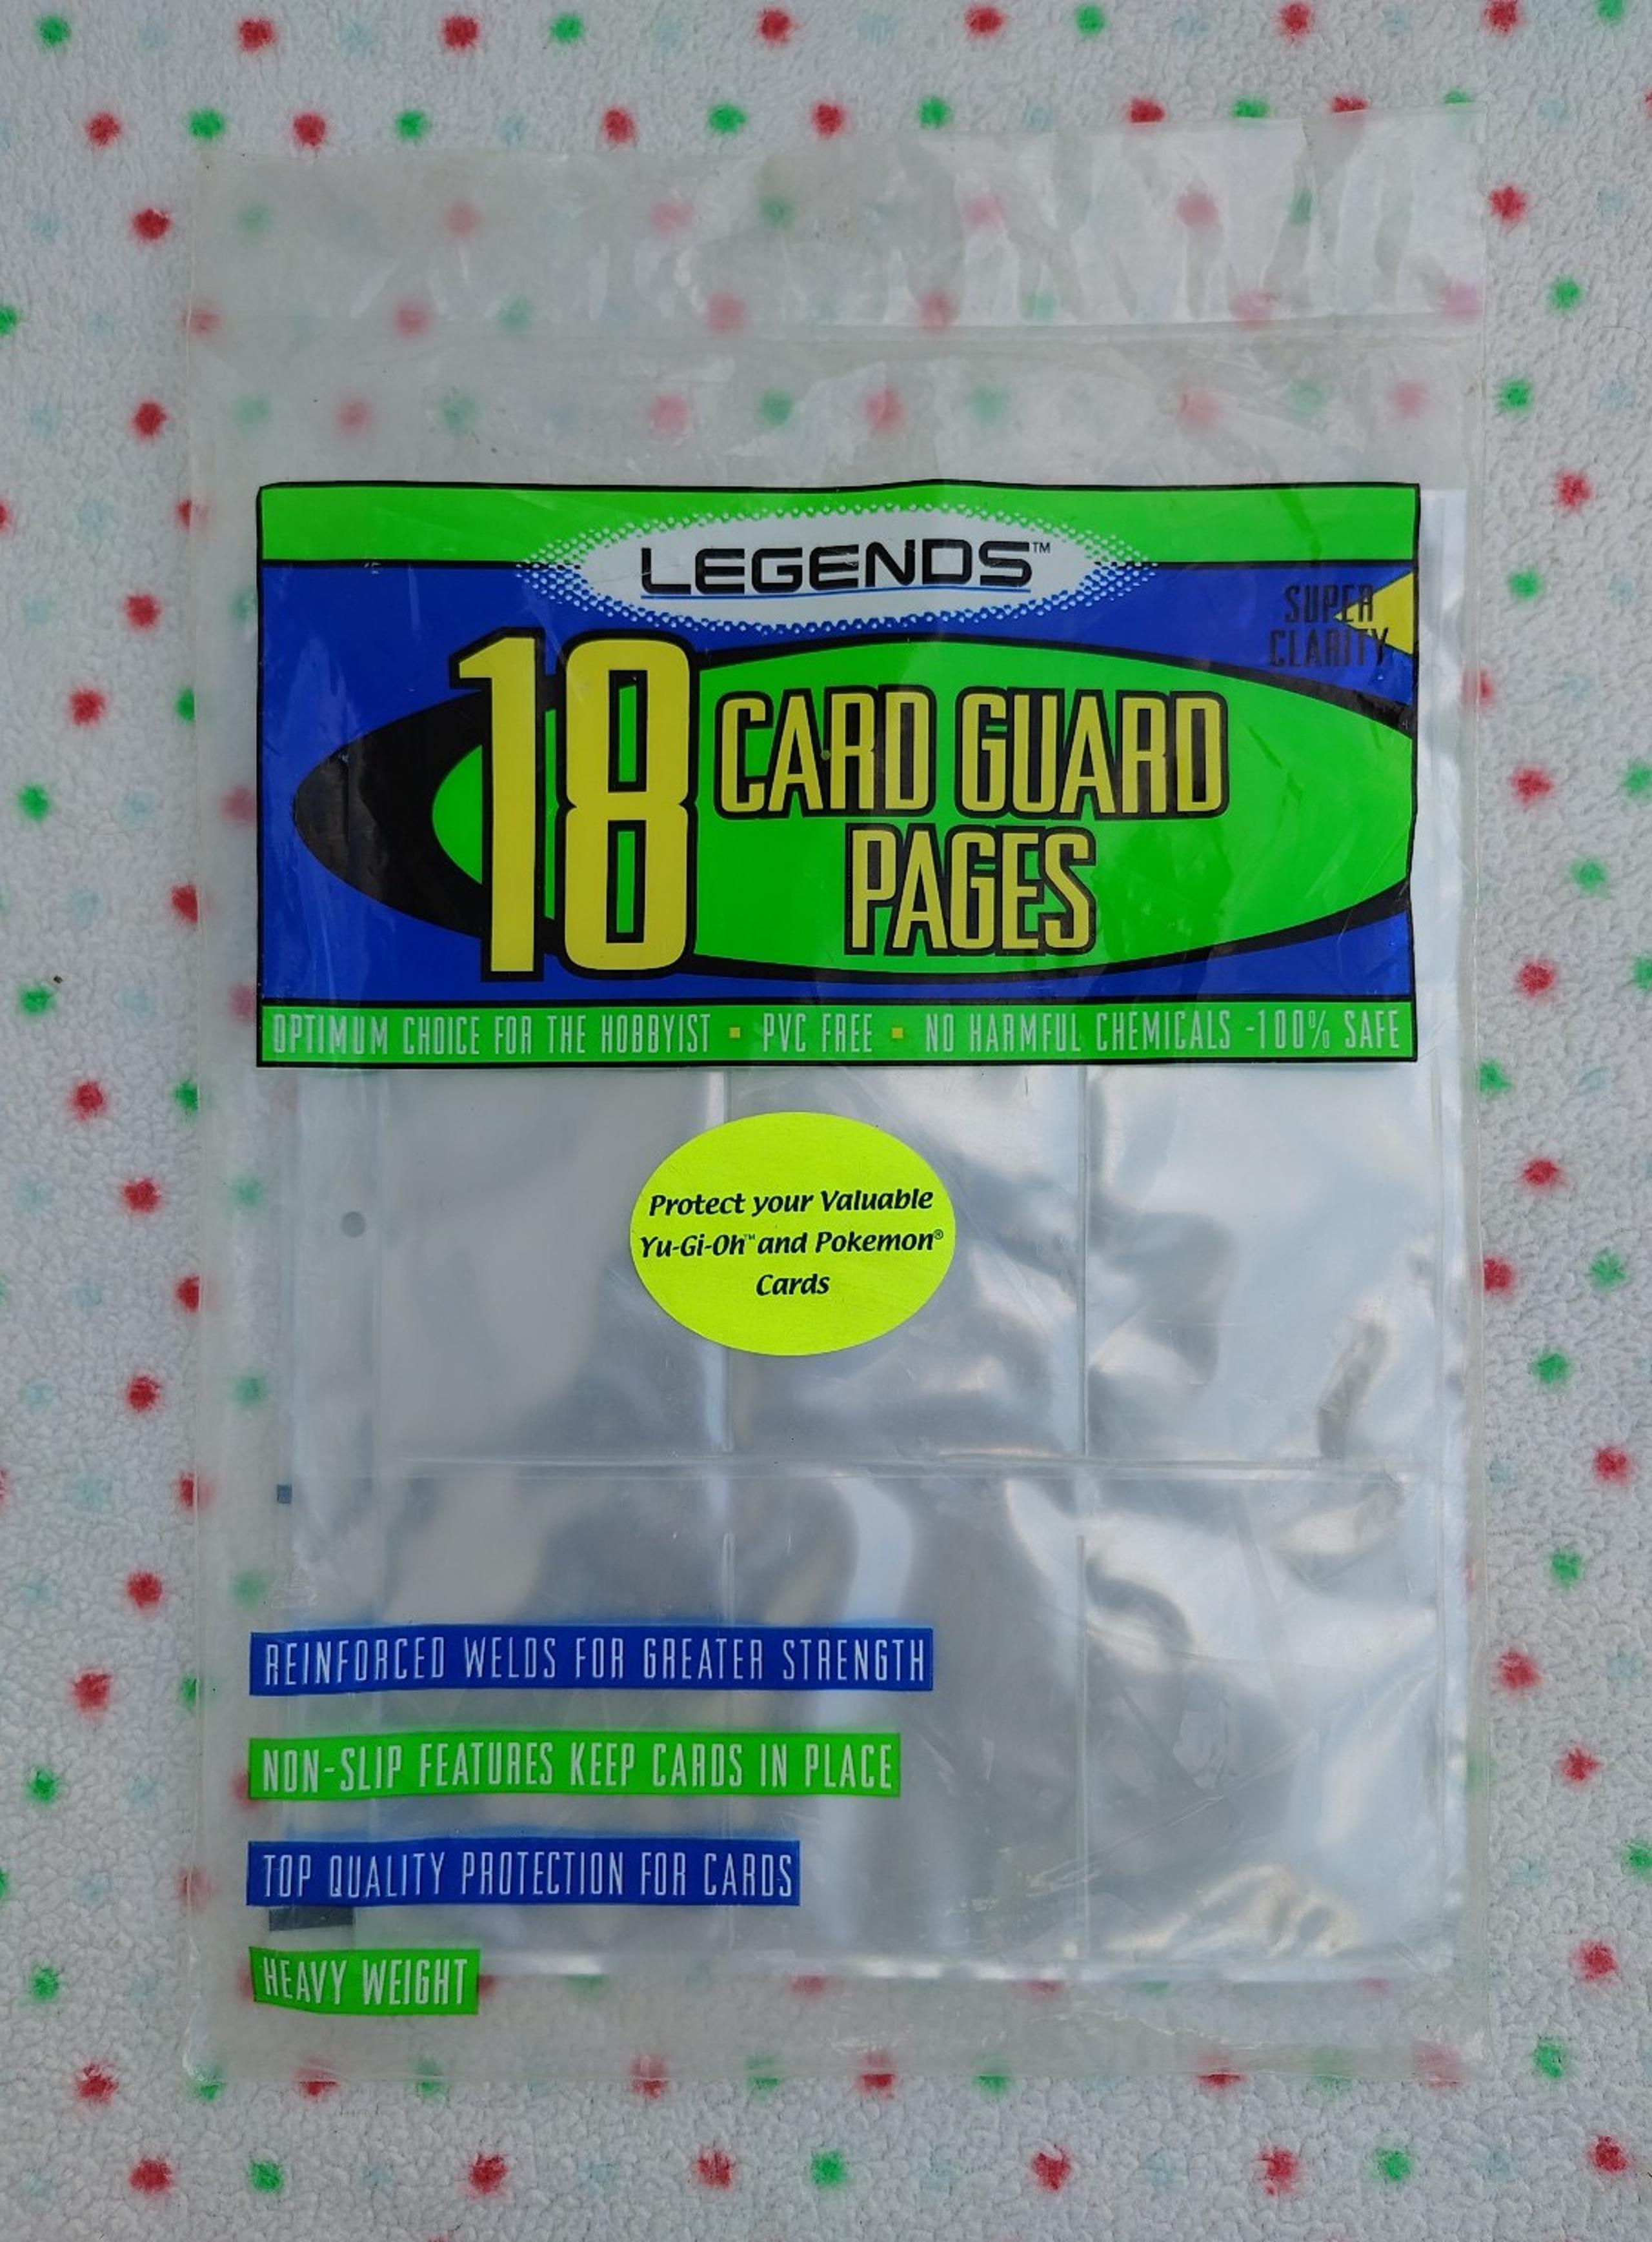 LEGENDS™
SUPER
CLARITY
18 CARD GUARD
PAGES
OPTIMUM CHOICE FOR THE HOBBYIST ▪ PVC FREE ▪ NO HARMFUL CHEMICALS -100% SAFE
Protect your Valuable
Yu-Gi-Oh™ and Pokemon®
Cards
REINFORCED WELDS FOR GREATER STRENGTH
NON-SLIP FEATURES KEEP CARDS IN PLACE
TOP QUALITY PROTECTION FOR CARDS
HEAVY WEIGHT